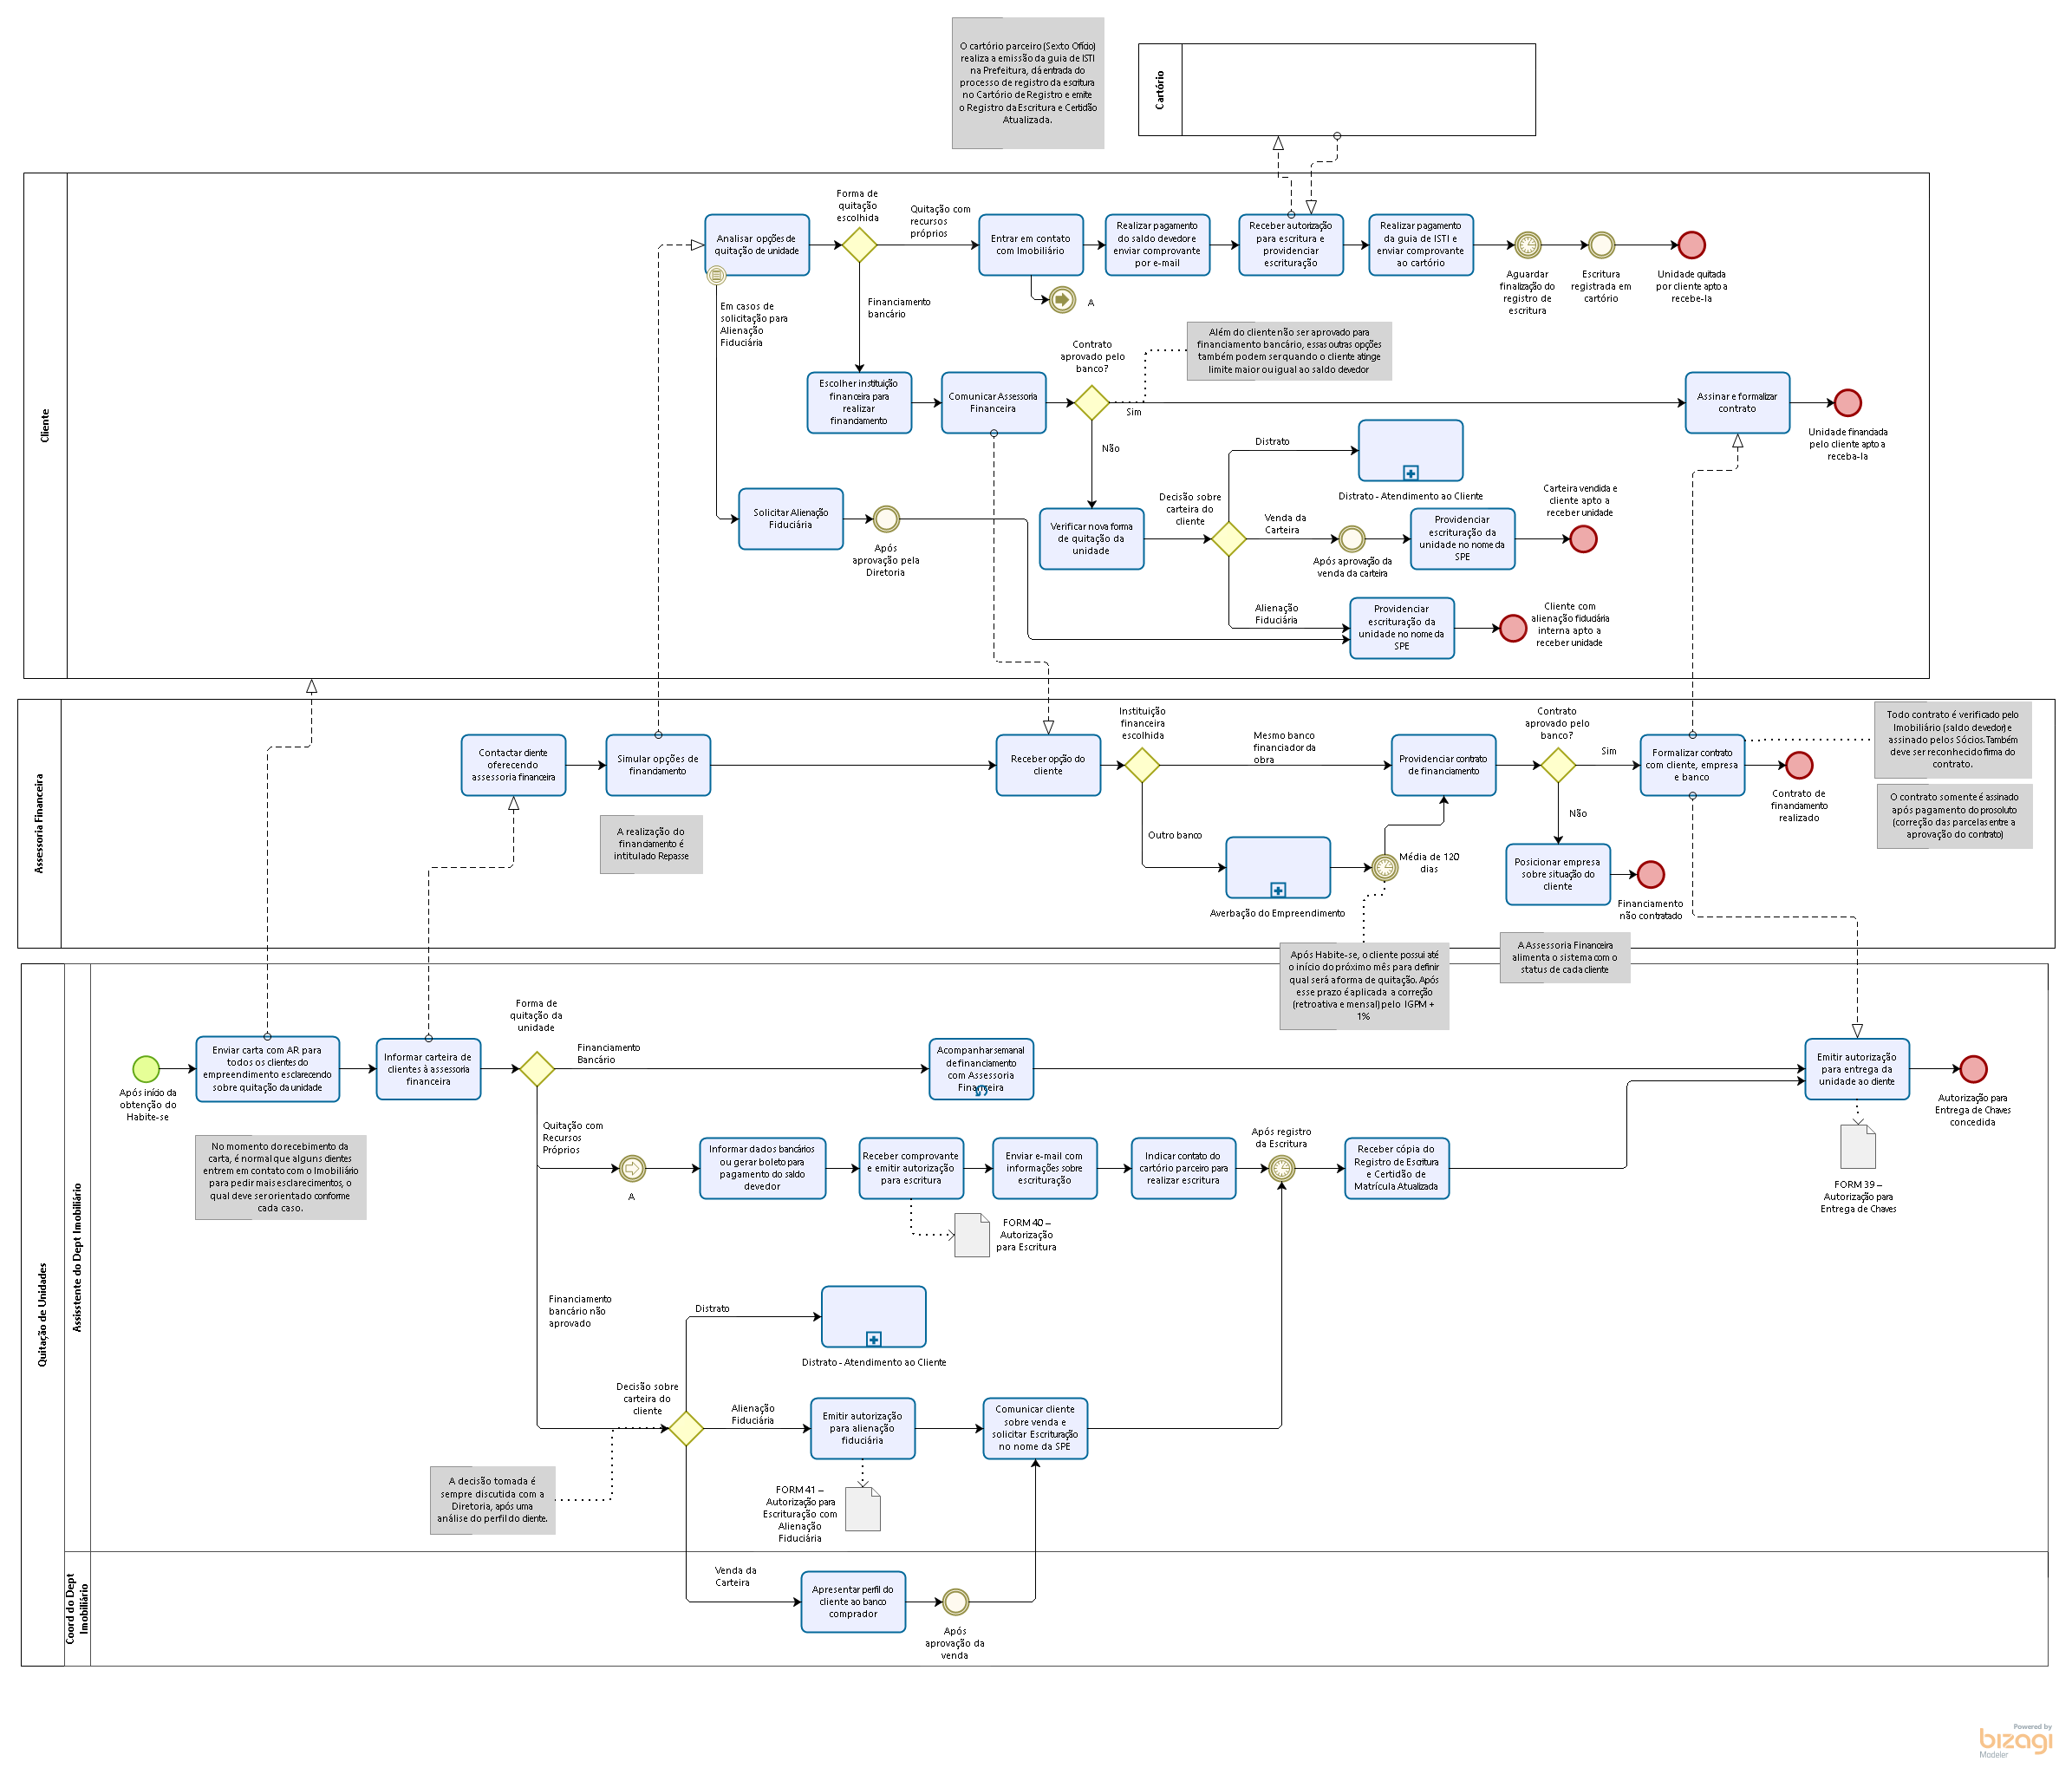 O cartório parceiro (Sexto Ofício)
realiza a emissão da guia de ISTI
na Prefeitura, dá entrada do
processo de registro da escritura
no Cartório de Registro e emite
o Registro da Escritura e Certidão
Atualizada.
Cartório
Cliente
Analisar opções de
quitação de unidade
Forma de
quitação
escolhida
Quitação com
recursos
próprios
Entrar em contato
com Imobiliário
Realizar pagamento
do saldo devedor e
enviar comprovante
por e-mail
Receber autorização
para escritura e
providenciar
escrituração
Realizar pagamento
da guia de ISTI e
enviar comprovante
ao cartório
Aguardar
finalização do
registro de
escritura
Escritura
registrada em
cartório
Unidade quitada
por cliente apto a
recebe-la
A
Em casos de
solicitação para
Alienação
Fiduciária
Financiamento
bancário
Além do cliente não ser aprovado para
financiamento bancário, essas outras opções
também podem ser quando o cliente atinge
limite maior ou igual ao saldo devedor
Escolher instituição
financeira para
realizar
financiamento
Comunicar Assessoria
Financeira
Contrato
aprovado pelo
banco?
Sim
Não
Assinar e formalizar
contrato
Unidade financiada
pelo cliente apto a
receba-la
Distrato
Distrato - Atendimento ao Cliente
Solicitar Alienação
Fiduciária
Após
aprovação pela
Diretoria
Verificar nova forma
de quitação da
unidade
Decisão sobre
carteira do
cliente
Venda da
Carteira
Após aprovação da
venda da carteira
Providenciar
escrituração da
unidade no nome da
SPE
Carteira vendida e
cliente apto a
receber unidade
Alienação
Fiduciária
Providenciar
escrituração da
unidade no nome da
SPE
Cliente com
alienação fiduciária
interna apto a
receber unidade
Assessoria Financeira
Contactar cliente
oferecendo
assessoria financeira
Simular opções de
financiamento
A realização do
financiamento é
intitulado Repasse
Receber opção do
cliente
Instituição
financeira
escolhida
Mesmo banco
financiador da
obra
Outro banco
Averbação do Empreendimento
Média de 120
dias
Providenciar contrato
de financiamento
Contrato
aprovado pelo
banco?
Sim
Não
Formalizar contrato
com cliente, empresa
e banco
Contrato de
financiamento
realizado
Posicionar empresa
sobre situação do
cliente
Financiamento
não contratado
Todo contrato é verificado pelo
Imobiliário (saldo devedor) e
assinado pelos Sócios. Também
deve ser reconhecido firma do
contrato.
O contrato somente é assinado
após pagamento do prosoluto
(correção das parcelas entre a
aprovação do contrato)
Após Habite-se, o cliente possui até
o início do próximo mês para definir
qual será a forma de quitação. Após
esse prazo é aplicada a correção
(retroativa e mensal) pelo IGPM +
1%
A Assessoria Financeira
alimenta o sistema com o
status de cada cliente
Quitação de Unidades
Assisstente do Dept Imobiliário
Após início da
obtenção do
Habite-se
Enviar carta com AR para
todos os clientes do
empreendimento esclarecendo
sobre quitação da unidade
No momento do recebimento da
carta, é normal que alguns clientes
entrem em contato com o Imobiliário
para pedir mais esclarecimentos, o
qual deve ser orientado conforme
cada caso.
Informar carteira de
clientes à assessoria
financeira
Forma de
quitação da
unidade
Financiamento
Bancário
Acompanhar semanal
de financiamento
com Assessoria
Financeira
Emitir autorização
para entrega da
unidade ao cliente
Autorização para
Entrega de Chaves
concedida
FORM 39 –
Autorização para
Entrega de Chaves
Quitação com
Recursos
Próprios
A
Informar dados bancários
ou gerar boleto para
pagamento do saldo
devedor
Receber comprovante
e emitir autorização
para escritura
FORM 40 –
Autorização
para Escritura
Enviar e-mail com
informações sobre
escrituração
Indicar contato do
cartório parceiro para
realizar escritura
Após registro
da Escritura
Receber cópia do
Registro de Escritura
e Certidão de
Matrícula Atualizada
Financiamento
bancário não
aprovado
Distrato
Distrato - Atendimento ao Cliente
Decisão sobre
carteira do
cliente
Alienação
Fiduciária
Emitir autorização
para alienação
fiduciária
Comunicar cliente
sobre venda e
solicitar Escrituração
no nome da SPE
A decisão tomada é
sempre discutida com a
Diretoria, após uma
análise do perfil do cliente.
FORM 41 –
Autorização para
Escrituração com
Alienação
Fiduciária
Coord do Dept
Imobiliário
Venda da
Carteira
Apresentar perfil do
cliente ao banco
comprador
Após
aprovação da
venda
Powered by
bizagi
Modeler